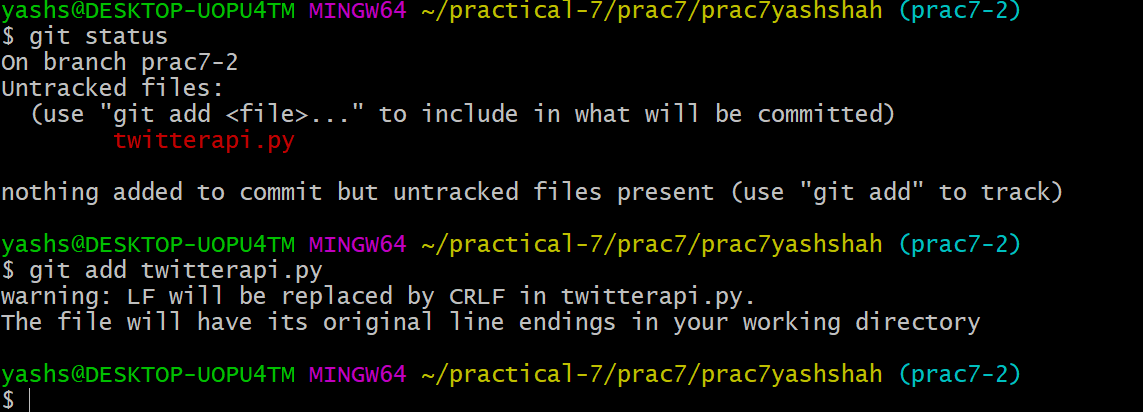 yashs@DESKTOP-UOPU4TM MINGW64 ~/practical-7/prac7/prac7yashshah (prac7-2)
$ git status
On branch prac7-2
Untracked files:
  (use "git add <file>..." to include in what will be committed)
        twitterapi.py

nothing added to commit but untracked files present (use "git add" to track)

yashs@DESKTOP-UOPU4TM MINGW64 ~/practical-7/prac7/prac7yashshah (prac7-2)
$ git add twitterapi.py
warning: LF will be replaced by CRLF in twitterapi.py.
The file will have its original line endings in your working directory

yashs@DESKTOP-UOPU4TM MINGW64 ~/practical-7/prac7/prac7yashshah (prac7-2)
$